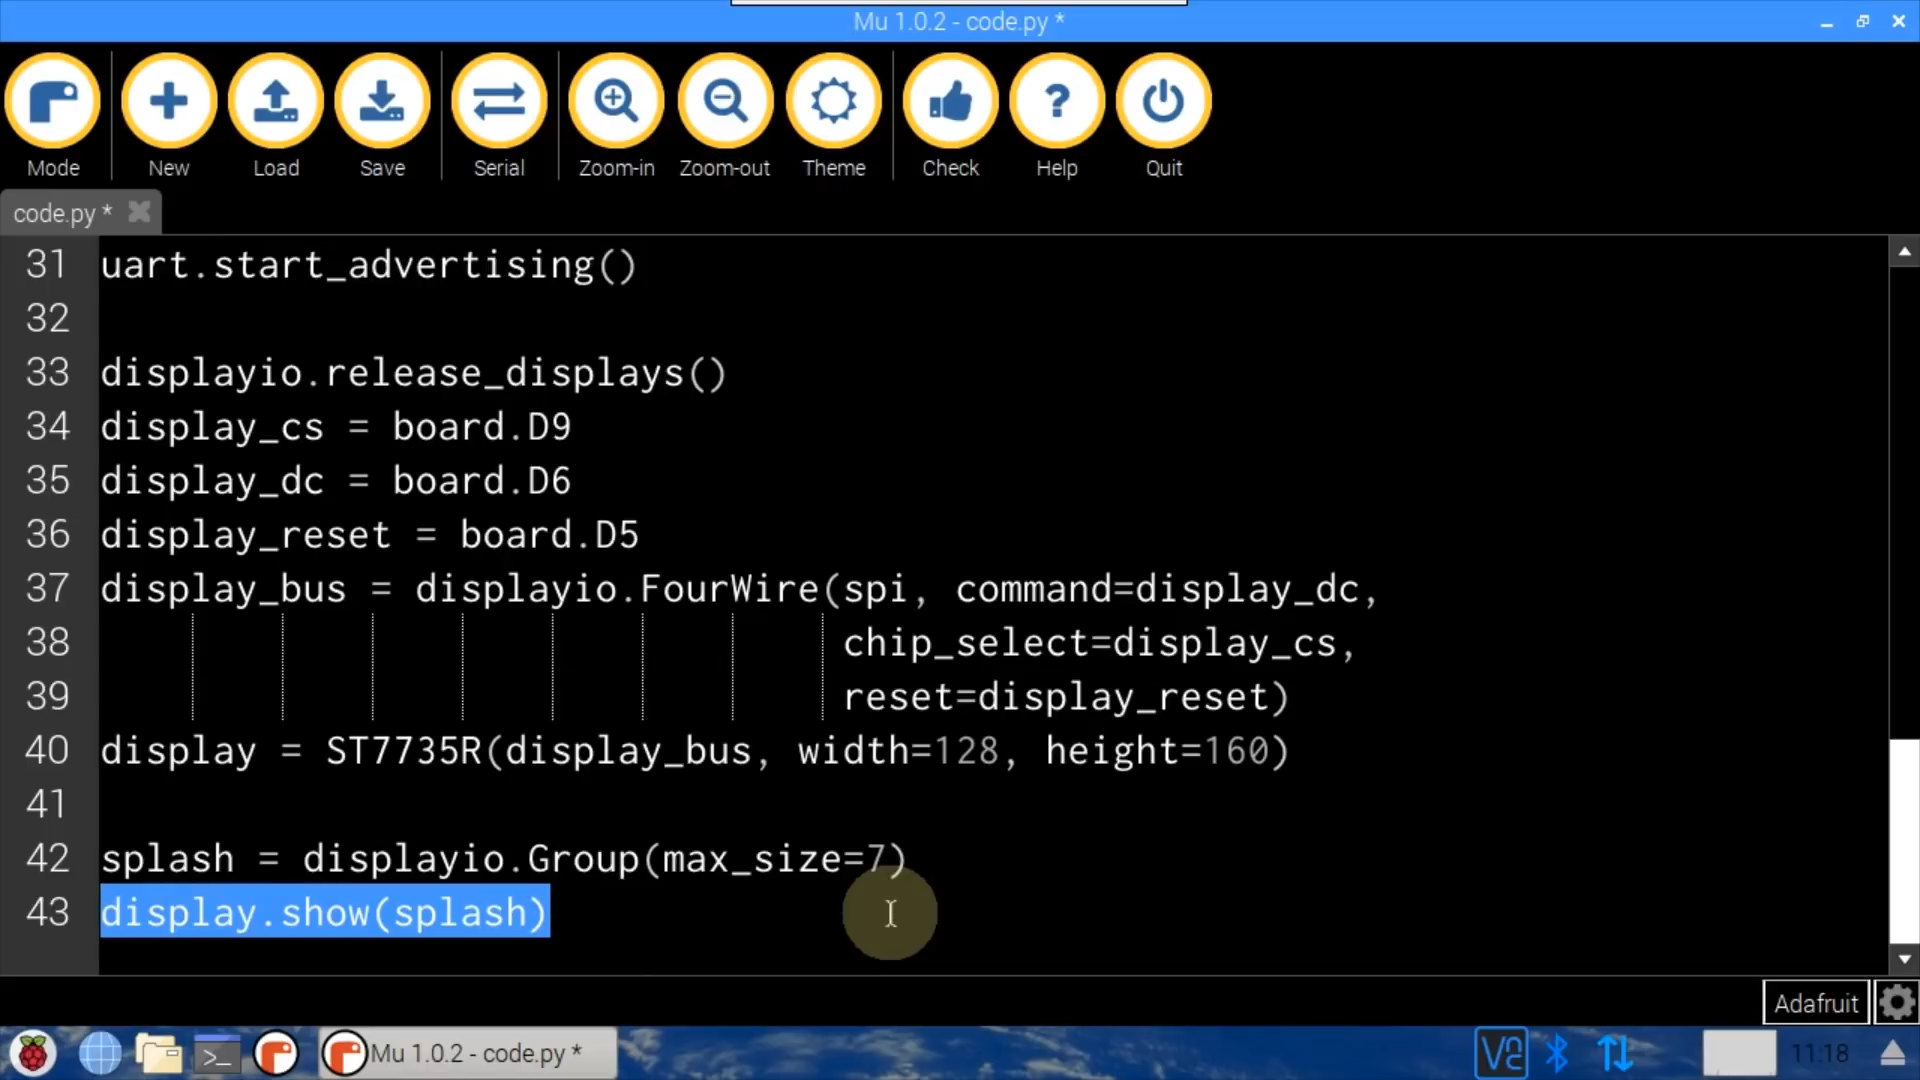 Mu 1.0.2 - code.py *
Mode New Load Save Serial Zoom-in Zoom-out Theme Check Help Quit
code.py *
31 uart.start_advertising()
32
33 displayio.release_displays()
34 display_cs = board.D9
35 display_dc = board.D6
36 display_reset = board.D5
37 display_bus = displayio.FourWire(spi, command=display_dc,
38 chip_select=display_cs,
39 reset=display_reset)
40 display = ST7735R(display_bus, width=128, height=160)
41
42 splash = displayio.Group(max_size=7)
43 display.show(splash)
Adafruit
Mu 1.0.2 - code.py *
11:18